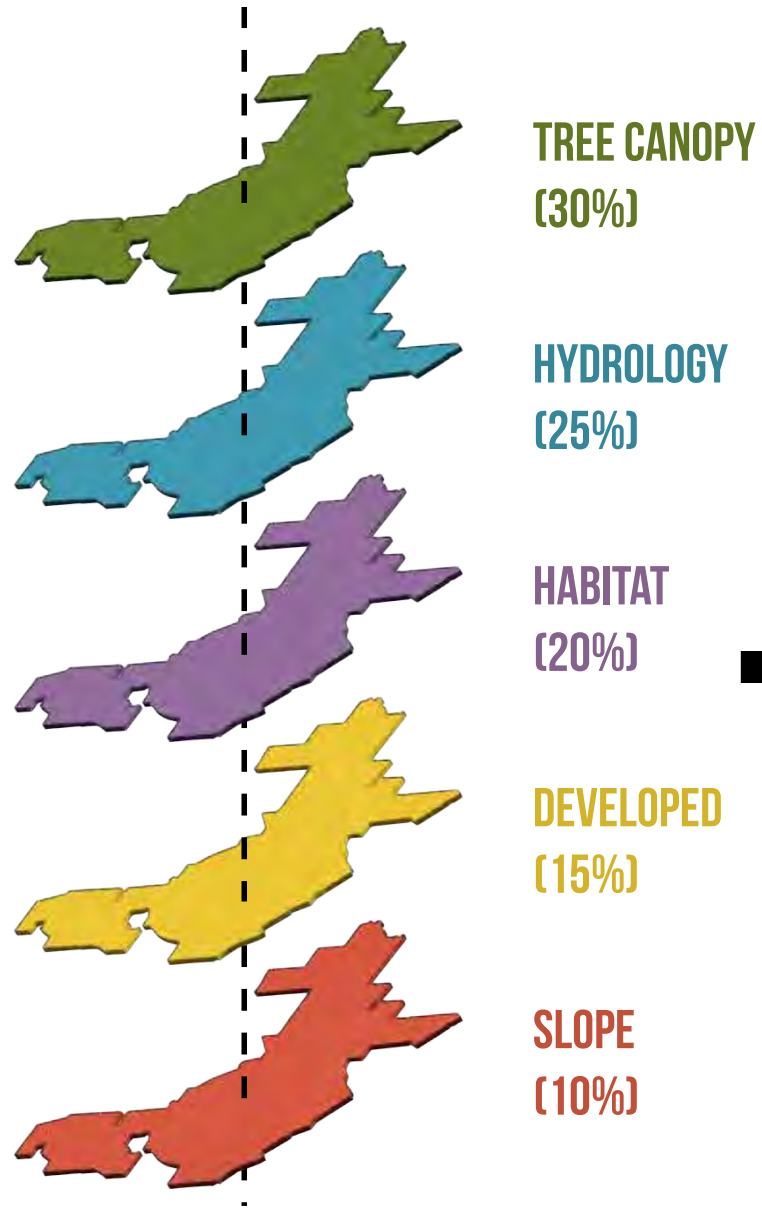 TREE CANOPY
(30%)
HYDROLOGY
(25%)
HABITAT
(20%)
DEVELOPED
(15%)
SLOPE
(10%)